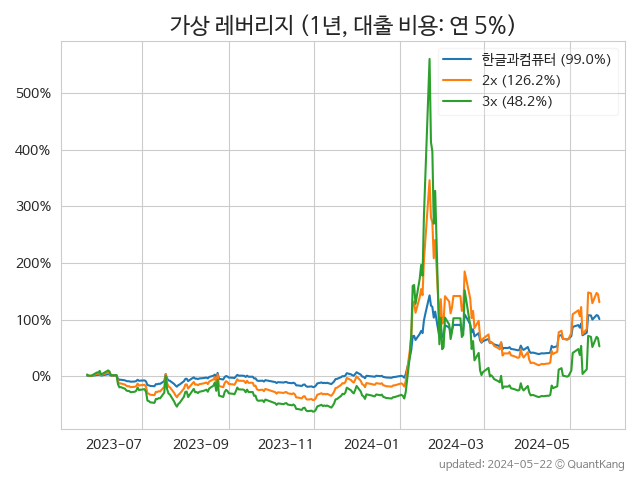 가상 레버리지 (1년, 대출 비용: 연 5%)
한글과컴퓨터 (99.0%)
2x (126.2%)
3x (48.2%)
500%
400%
300%
200%
100%
0%
2023-07 2023-09 2023-11 2024-01 2024-03 2024-05
updated: 2024-05-22 © QuantKang